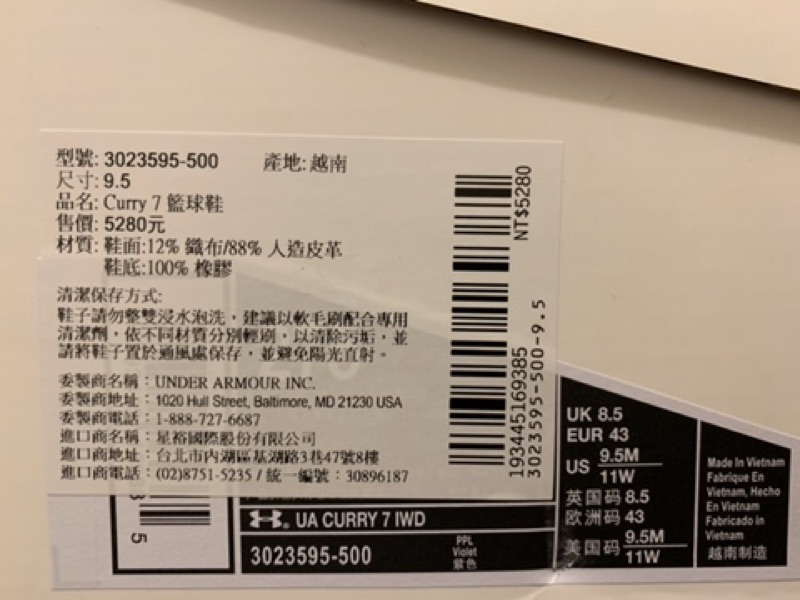 型號: 3023595-500 產地: 越南
尺寸: 9.5
品名: Curry 7 籃球鞋
售價: 5280元
材質: 鞋面:12% 織布/88% 人造皮革
鞋底:100% 橡膠
清潔保存方式:
鞋子請勿整雙浸水泡洗，建議以軟毛刷配合專用
清潔劑，依不同材質分別輕刷，以清除污垢，並
請將鞋子置於通風處保存，並避免陽光直射。
委製商名稱：UNDER ARMOUR INC.
委製商地址：1020 Hull Street, Baltimore, MD 21230 USA
委製商電話：1-888-727-6687
進口商名稱：星裕國際股份有限公司
進口商地址：台北市內湖區基湖路3巷47號8樓
進口商電話：(02)8751-5235 / 統一編號：30896187
NT$5280
193445169385
3023595-500-9.5
5
UA CURRY 7 IWD
3023595-500
PPL
Violet
紫色
UK 8.5
EUR 43
US 9.5M
11W
英国码 8.5
欧洲码 43
美国码 9.5M
11W
Made In Vietnam
Fabrique En
Vietnam, Hecho
En Vietnam
Fabricado in
Vietnam
越南制造